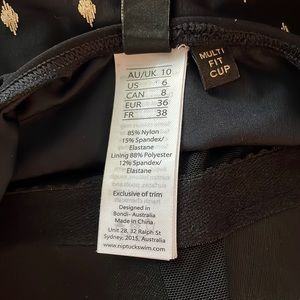 AU/UK 10
US 6
CAN 8
EUR 36
FR 38
85% Nylon
15% Spandex/
Elastane
Lining 88% Polyester
12% Spandex/
Elastane
Exclusive of trim
Designed in
Bondi- Australia
Made in China
Unit 28, 32 Ralph St
Sydney, 2015, Australia
www.niptuckswim.com
MULTI
FIT
CUP